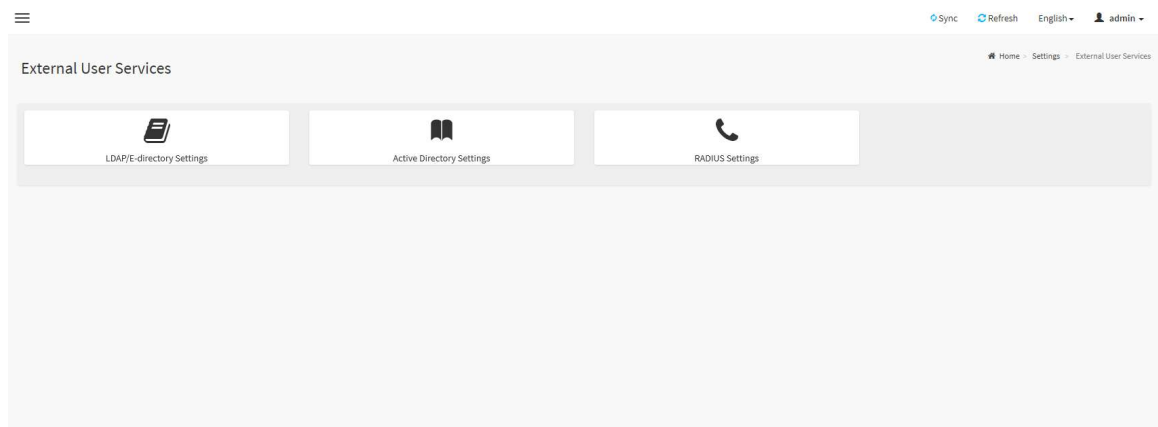 Sync Refresh English admin
Home > Settings > External User Services
External User Services
LDAP/E-directory Settings
Active Directory Settings
RADIUS Settings